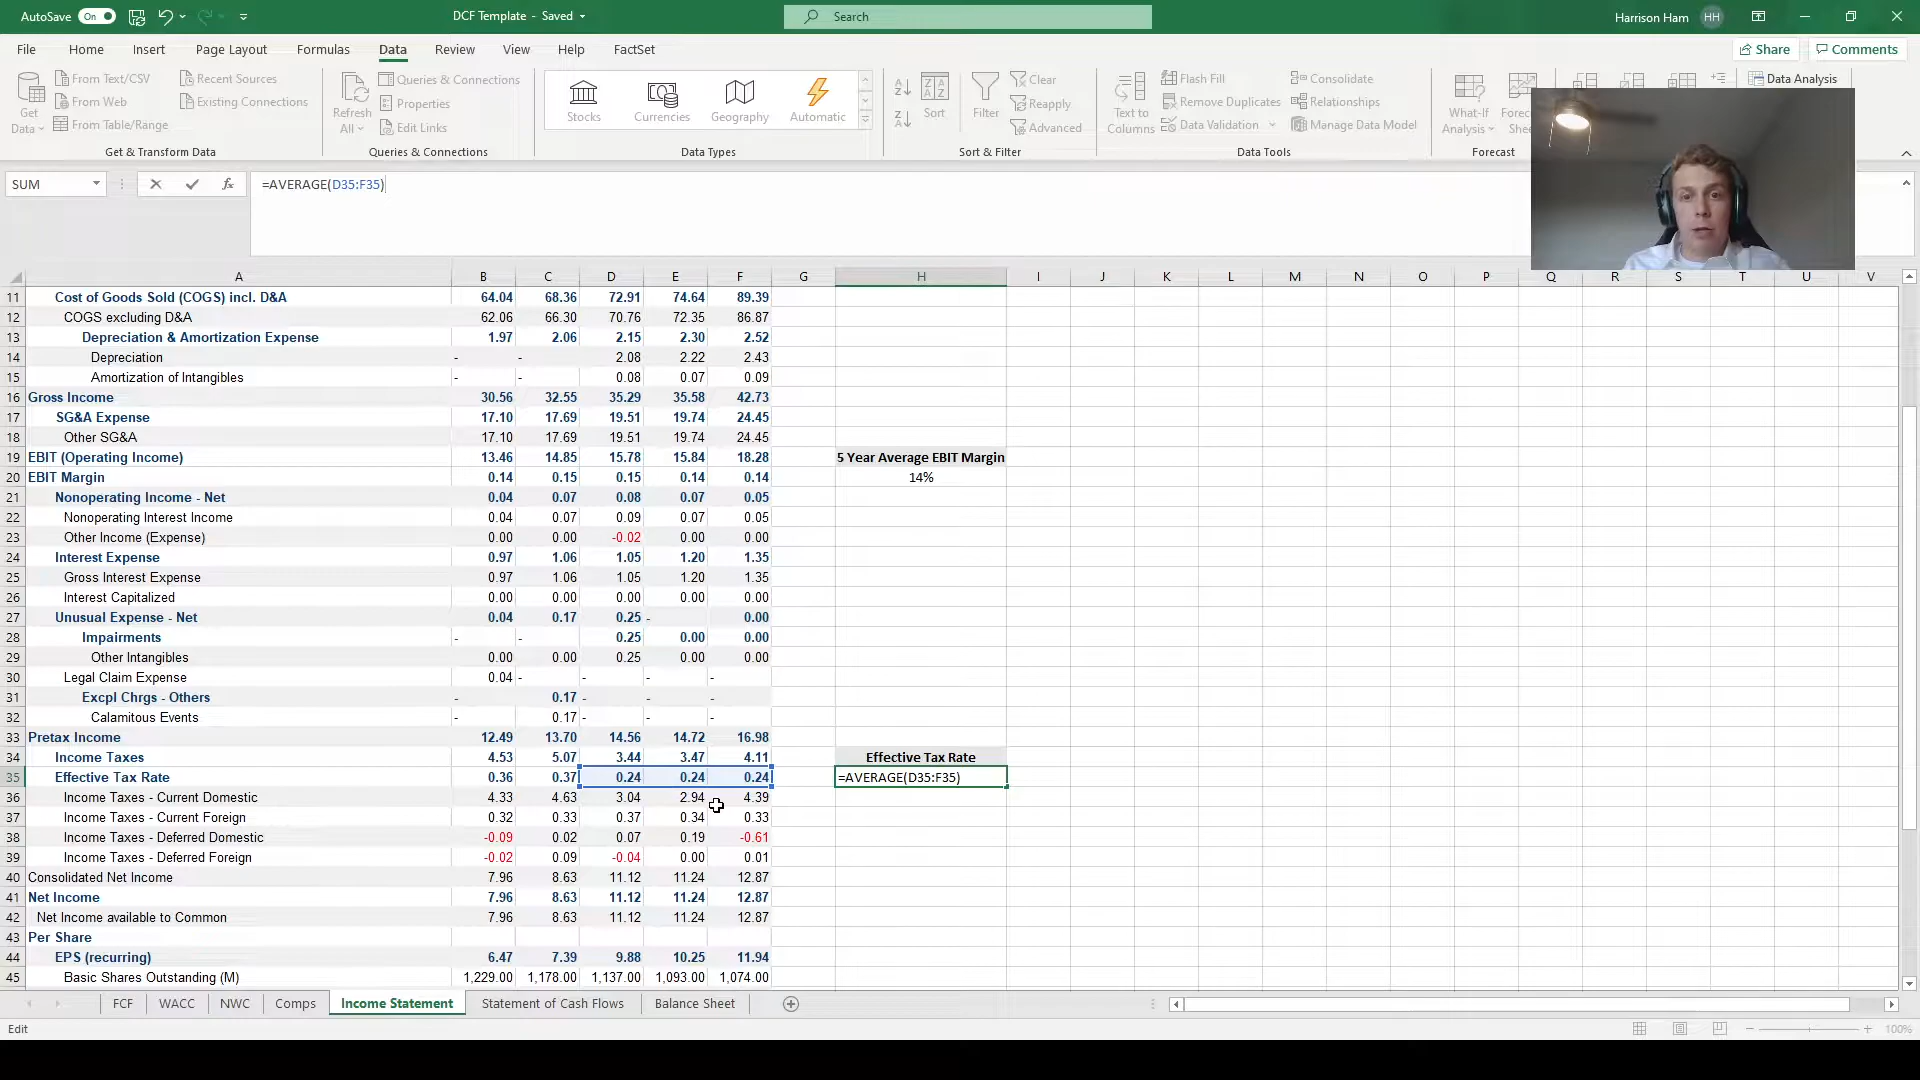 AutoSave On DCF Template - Saved Search Harrison Ham HH
File Home Insert Page Layout Formulas Data Review View Help FactSet Share Comments
Get Data
From Text/CSV
From Web
From Table/Range
Recent Sources
Existing Connections
Get & Transform Data
Refresh All
Queries & Connections
Properties
Edit Links
Queries & Connections
Stocks Currencies Geography Automatic
Data Types
Sort
Filter
Clear
Reapply
Advanced
Sort & Filter
Text to Columns
Flash Fill
Remove Duplicates
Data Validation
Consolidate
Relationships
Manage Data Model
Data Tools
What-If Analysis
Forecast
Data Analysis
SUM fx =AVERAGE(D35:F35)
A B C D E F G H I J K L M N O P Q R S T U V
11 Cost of Goods Sold (COGS) incl. D&A 64.04 68.36 72.91 74.64 89.39
12 COGS excluding D&A 62.06 66.30 70.76 72.35 86.87
13 Depreciation & Amortization Expense 1.97 2.06 2.15 2.30 2.52
14 Depreciation - - 2.08 2.22 2.43
15 Amortization of Intangibles - - 0.08 0.07 0.09
16 Gross Income 30.56 32.55 35.29 35.58 42.73
17 SG&A Expense 17.10 17.69 19.51 19.74 24.45
18 Other SG&A 17.10 17.69 19.51 19.74 24.45
19 EBIT (Operating Income) 13.46 14.85 15.78 15.84 18.28 5 Year Average EBIT Margin
20 EBIT Margin 0.14 0.15 0.15 0.14 0.14 14%
21 Nonoperating Income - Net 0.04 0.07 0.08 0.07 0.05
22 Nonoperating Interest Income 0.04 0.07 0.09 0.07 0.05
23 Other Income (Expense) 0.00 0.00 -0.02 0.00 0.00
24 Interest Expense 0.97 1.06 1.05 1.20 1.35
25 Gross Interest Expense 0.97 1.06 1.05 1.20 1.35
26 Interest Capitalized 0.00 0.00 0.00 0.00 0.00
27 Unusual Expense - Net 0.04 0.17 0.25 - 0.00
28 Impairments - - 0.25 0.00 0.00
29 Other Intangibles 0.00 0.00 0.25 0.00 0.00
30 Legal Claim Expense 0.04 - - - -
31 Excpl Chrgs - Others - 0.17 - - -
32 Calamitous Events - 0.17 - - -
33 Pretax Income 12.49 13.70 14.56 14.72 16.98
34 Income Taxes 4.53 5.07 3.44 3.47 4.11 Effective Tax Rate
35 Effective Tax Rate 0.36 0.37 0.24 0.24 0.24 =AVERAGE(D35:F35)
36 Income Taxes - Current Domestic 4.33 4.63 3.04 2.94 4.39
37 Income Taxes - Current Foreign 0.32 0.33 0.37 0.34 0.33
38 Income Taxes - Deferred Domestic -0.09 0.02 0.07 0.19 -0.61
39 Income Taxes - Deferred Foreign -0.02 0.09 -0.04 0.00 0.01
40 Consolidated Net Income 7.96 8.63 11.12 11.24 12.87
41 Net Income 7.96 8.63 11.12 11.24 12.87
42 Net Income available to Common 7.96 8.63 11.12 11.24 12.87
43 Per Share
44 EPS (recurring) 6.47 7.39 9.88 10.25 11.94
45 Basic Shares Outstanding (M) 1,229.00 1,178.00 1,137.00 1,093.00 1,074.00
FCF WACC NWC Comps Income Statement Statement of Cash Flows Balance Sheet
Edit 100%